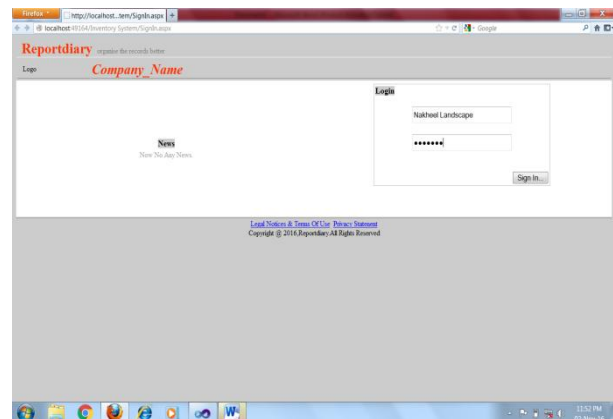 Firefox
http://localhost...tem/SignIn.aspx
localhost:49164/Inventory System/SignIn.aspx
Google
Reportdiary organize the records better
Logo Company_Name
Login
Nakheel Landscape
News
Now No Any News.
Sign In...
Legal Notices & Terms Of Use Privacy Statement
Copyright @ 2016,Reportdiary.All Rights Reserved
11:52 PM